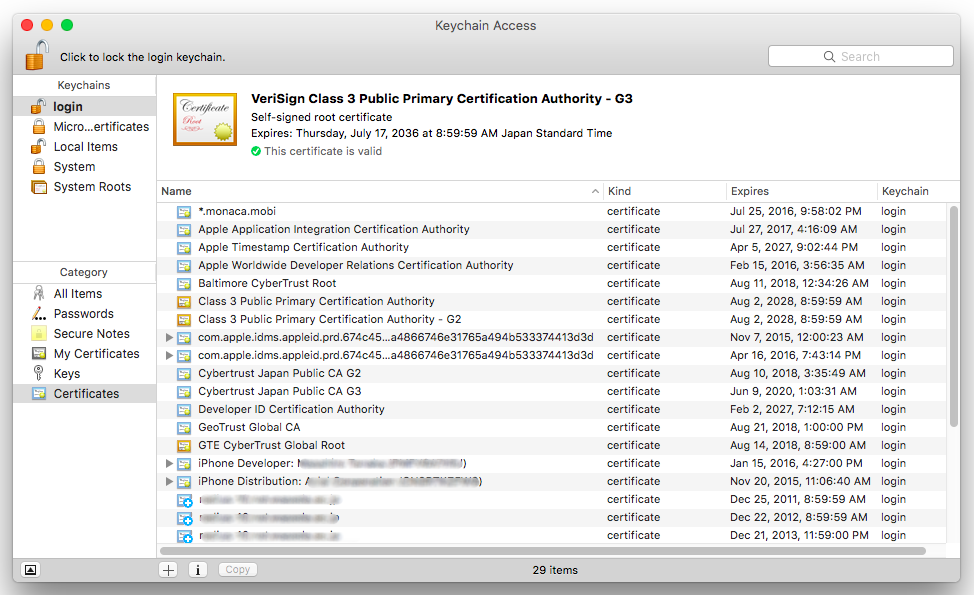 Keychain Access
Click to lock the login keychain.
Search
Keychains
login
Micro...ertificates
Local Items
System
System Roots
Certificate
Root
VeriSign Class 3 Public Primary Certification Authority - G3
Self-signed root certificate
Expires: Thursday, July 17, 2036 at 8:59:59 AM Japan Standard Time
This certificate is valid
Name Kind Expires Keychain
*.monaca.mobi certificate Jul 25, 2016, 9:58:02 PM login
Apple Application Integration Certification Authority certificate Jul 27, 2017, 4:16:09 AM login
Apple Timestamp Certification Authority certificate Apr 5, 2027, 9:02:44 PM login
Apple Worldwide Developer Relations Certification Authority certificate Feb 15, 2016, 3:56:35 AM login
Baltimore CyberTrust Root certificate Aug 11, 2018, 12:34:26 AM login
Class 3 Public Primary Certification Authority certificate Aug 2, 2028, 8:59:59 AM login
Class 3 Public Primary Certification Authority - G2 certificate Aug 2, 2028, 8:59:59 AM login
com.apple.idms.appleid.prd.674c45...a4866746e31765a494b533374413d3d certificate Nov 7, 2015, 12:00:23 AM login
com.apple.idms.appleid.prd.674c45...a4866746e31765a494b533374413d3d certificate Apr 16, 2016, 7:43:14 PM login
Cybertrust Japan Public CA G2 certificate Aug 10, 2018, 3:35:49 AM login
Cybertrust Japan Public CA G3 certificate Jun 9, 2020, 1:03:31 AM login
Developer ID Certification Authority certificate Feb 2, 2027, 7:12:15 AM login
GeoTrust Global CA certificate Aug 21, 2018, 1:00:00 PM login
GTE CyberTrust Global Root certificate Aug 14, 2018, 8:59:00 AM login
iPhone Developer: certificate Jan 15, 2016, 4:27:00 PM login
iPhone Distribution: certificate Nov 20, 2015, 11:06:40 AM login
certificate Dec 25, 2011, 8:59:59 AM login
certificate Dec 22, 2012, 8:59:59 AM login
certificate Dec 21, 2013, 11:59:00 PM login
Category
All Items
Passwords
Secure Notes
My Certificates
Keys
Certificates
Copy
29 items